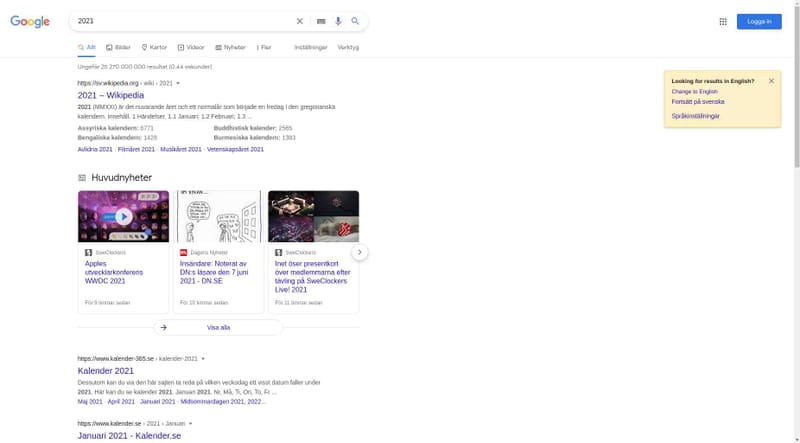 Google
2021
Logga in
Allt
Bilder
Kartor
Videor
Nyheter
Fler
Inställningar
Verktyg
Ungefär 25 270 000 000 resultat (0,44 sekunder)
Looking for results in English?
Change to English
Fortsätt på svenska
Språkinställningar
https://sv.wikipedia.org › wiki › 2021
2021 – Wikipedia
2021 (MMXXI) är det nuvarande året och ett normalår som började en fredag i den gregorianska
kalendern. Innehåll. 1 Händelser. 1.1 Januari; 1.2 Februari; 1.3 ...
Assyriska kalendern: 6771
Buddhistisk kalender: 2565
Bengaliska kalendern: 1428
Burmesiska kalendern: 1383
Avlidna 2021 · Filmåret 2021 · Musikåret 2021 · Vetenskapsåret 2021
Huvudnyheter
SweClockers
Apples
utvecklarkonferens
WWDC 2021
För 9 timmar sedan
Dagens Nyheter
Insändare: Noterat av
DN:s läsare den 7 juni
2021 - DN.SE
För 10 timmar sedan
SweClockers
Inet öser presentkort
över medlemmarna efter
tävling på SweClockers
Live! 2021
För 11 timmar sedan
Visa alla
https://www.kalender-365.se › kalender-2021
Kalender 2021
Dessutom kan du via den här sajten ta reda på vilken veckodag ett visst datum faller under
2021. Här kan du se kalender 2021. Januari 2021. Nr, Må, Ti, On, To, Fr ...
Maj 2021 · April 2021 · Januari 2021 · Midsommardagen 2021, 2022...
https://www.kalender.se › 2021 › Januari
Januari 2021 - Kalender.se